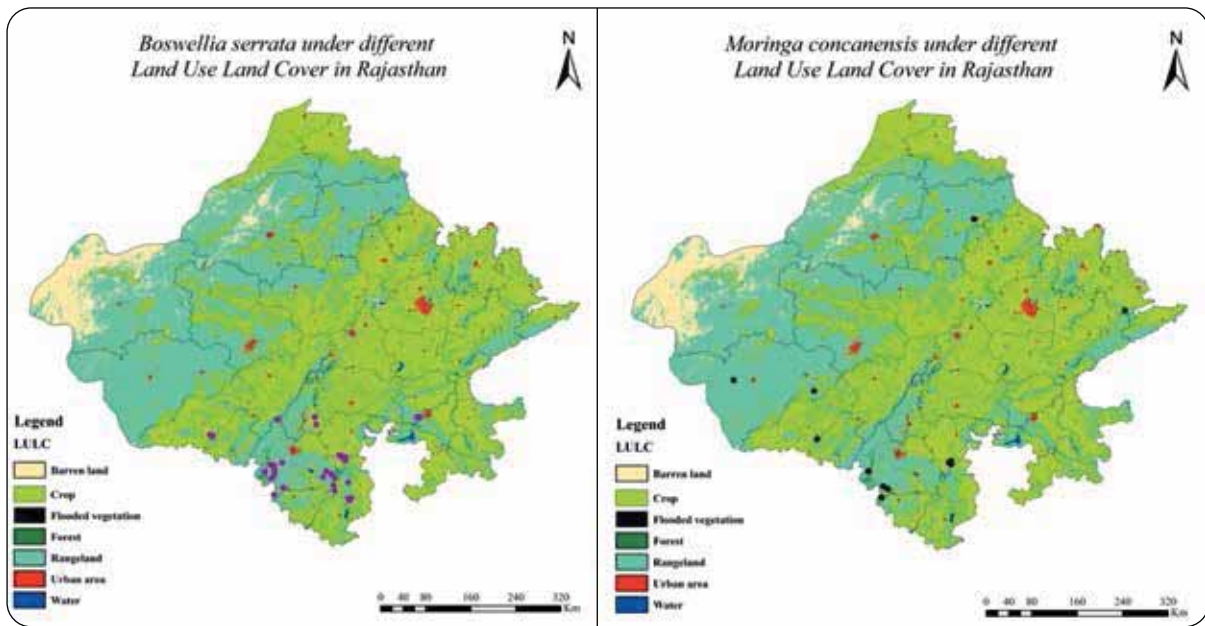 Boswellia serrata under different
Land Use Land Cover in Rajasthan
N
Legend
LULC
Barren land
Crop
Flooded vegetation
Forest
Rangeland
Urban area
Water
0 40 80 160 240 320
Km
Moringa concanensis under different
Land Use Land Cover in Rajasthan
N
Legend
LULC
Barren land
Crop
Flooded vegetation
Forest
Rangeland
Urban area
Water
0 40 80 160 240 320
Km